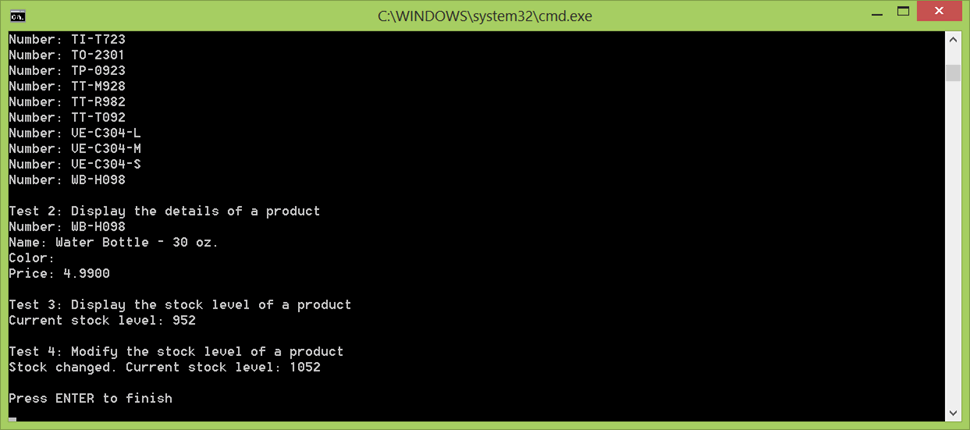 C:\WINDOWS\system32\cmd.exe
Number: TI-T723
Number: TO-2301
Number: TP-0923
Number: TT-M928
Number: TT-R982
Number: TT-T092
Number: VE-C304-L
Number: VE-C304-M
Number: VE-C304-S
Number: WB-H098
Test 2: Display the details of a product
Number: WB-H098
Name: Water Bottle - 30 oz.
Color:
Price: 4.9900
Test 3: Display the stock level of a product
Current stock level: 952
Test 4: Modify the stock level of a product
Stock changed. Current stock level: 1052
Press ENTER to finish